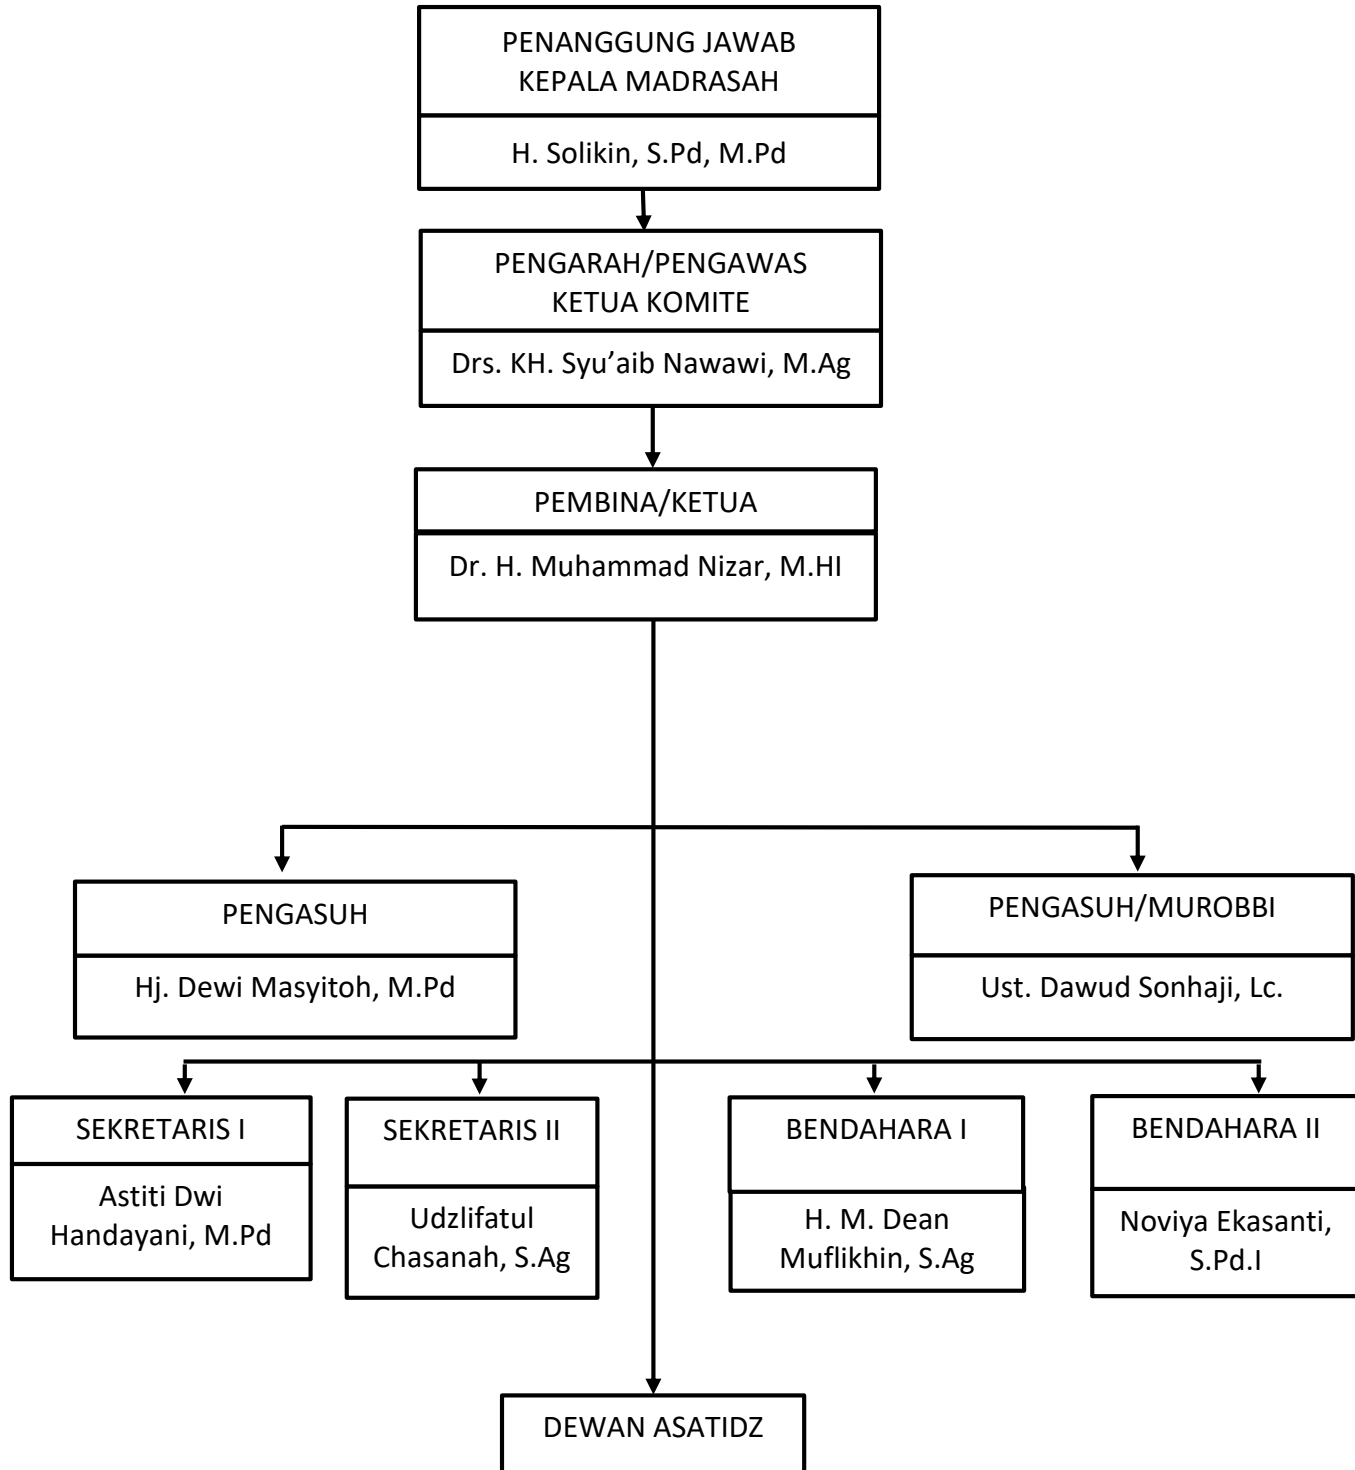 PENANGGUNG JAWAB
KEPALA MADRASAH
H. Solikin, S.Pd, M.Pd
PENGARAH/PENGAWAS
KETUA KOMITE
Drs. KH. Syu’aib Nawawi, M.Ag
PEMBINA/KETUA
Dr. H. Muhammad Nizar, M.HI
PENGASUH
Hj. Dewi Masyitoh, M.Pd
PENGASUH/MUROBBI
Ust. Dawud Sonhaji, Lc.
SEKRETARIS I
Astiti Dwi
Handayani, M.Pd
SEKRETARIS II
Udzlifatul
Chasanah, S.Ag
BENDAHARA I
H. M. Dean
Muflikhin, S.Ag
BENDAHARA II
Noviya Ekasanti,
S.Pd.I
DEWAN ASATIDZ